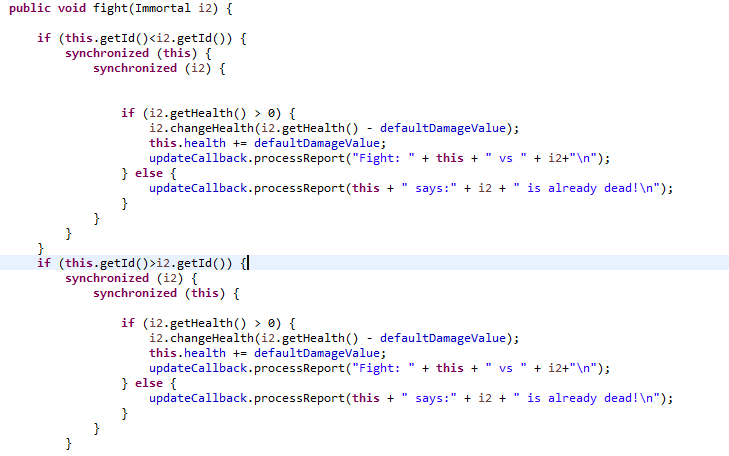 public void fight(Immortal i2) {
if (this.getId()<i2.getId()) {
synchronized (this) {
synchronized (i2) {
if (i2.getHealth() > 0) {
i2.changeHealth(i2.getHealth() - defaultDamageValue);
this.health += defaultDamageValue;
updateCallback.processReport("Fight: " + this + " vs " + i2+"\n");
} else {
updateCallback.processReport(this + " says:" + i2 + " is already dead!\n");
}
}
}
}
if (this.getId()>i2.getId()) {
synchronized (i2) {
synchronized (this) {
if (i2.getHealth() > 0) {
i2.changeHealth(i2.getHealth() - defaultDamageValue);
this.health += defaultDamageValue;
updateCallback.processReport("Fight: " + this + " vs " + i2+"\n");
} else {
updateCallback.processReport(this + " says:" + i2 + " is already dead!\n");
}
}
}